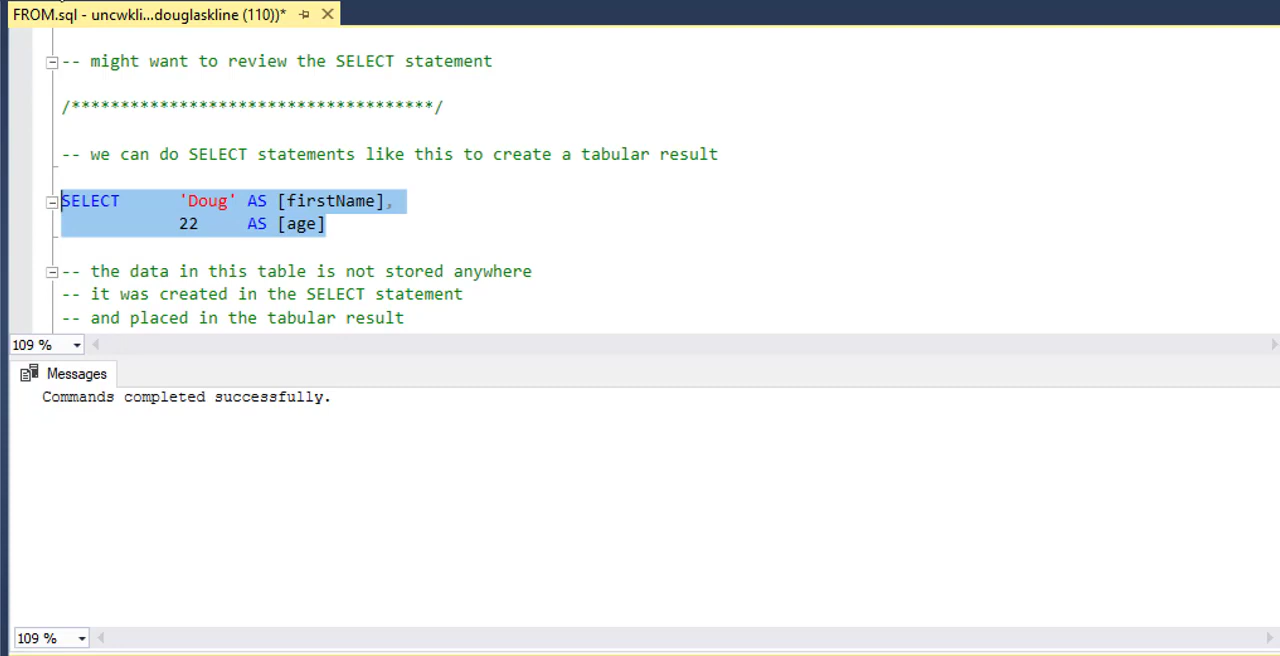 FROM.sql - uncwkli...douglaskline (110))*
-- might want to review the SELECT statement
/*************************************/
-- we can do SELECT statements like this to create a tabular result
SELECT 'Doug' AS [firstName],
22 AS [age]
-- the data in this table is not stored anywhere
-- it was created in the SELECT statement
-- and placed in the tabular result
109 %
Messages
Commands completed successfully.
109 %